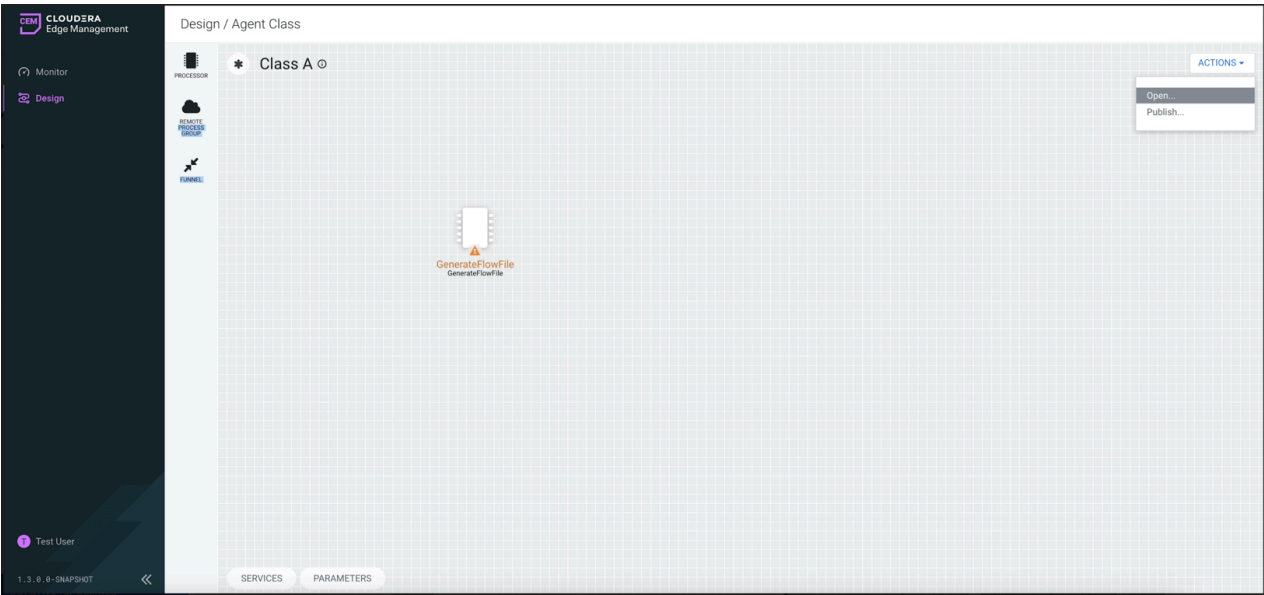 CEM
CLOUDERA
Edge Management
Design / Agent Class
Monitor
Design
PROCESSOR
REMOTE
PROCESS
GROUP
FUNNEL
Class A
ACTIONS
Open...
Publish...
GenerateFlowFile
GenerateFlowFile
T
Test User
1.3.0.0-SNAPSHOT
SERVICES
PARAMETERS